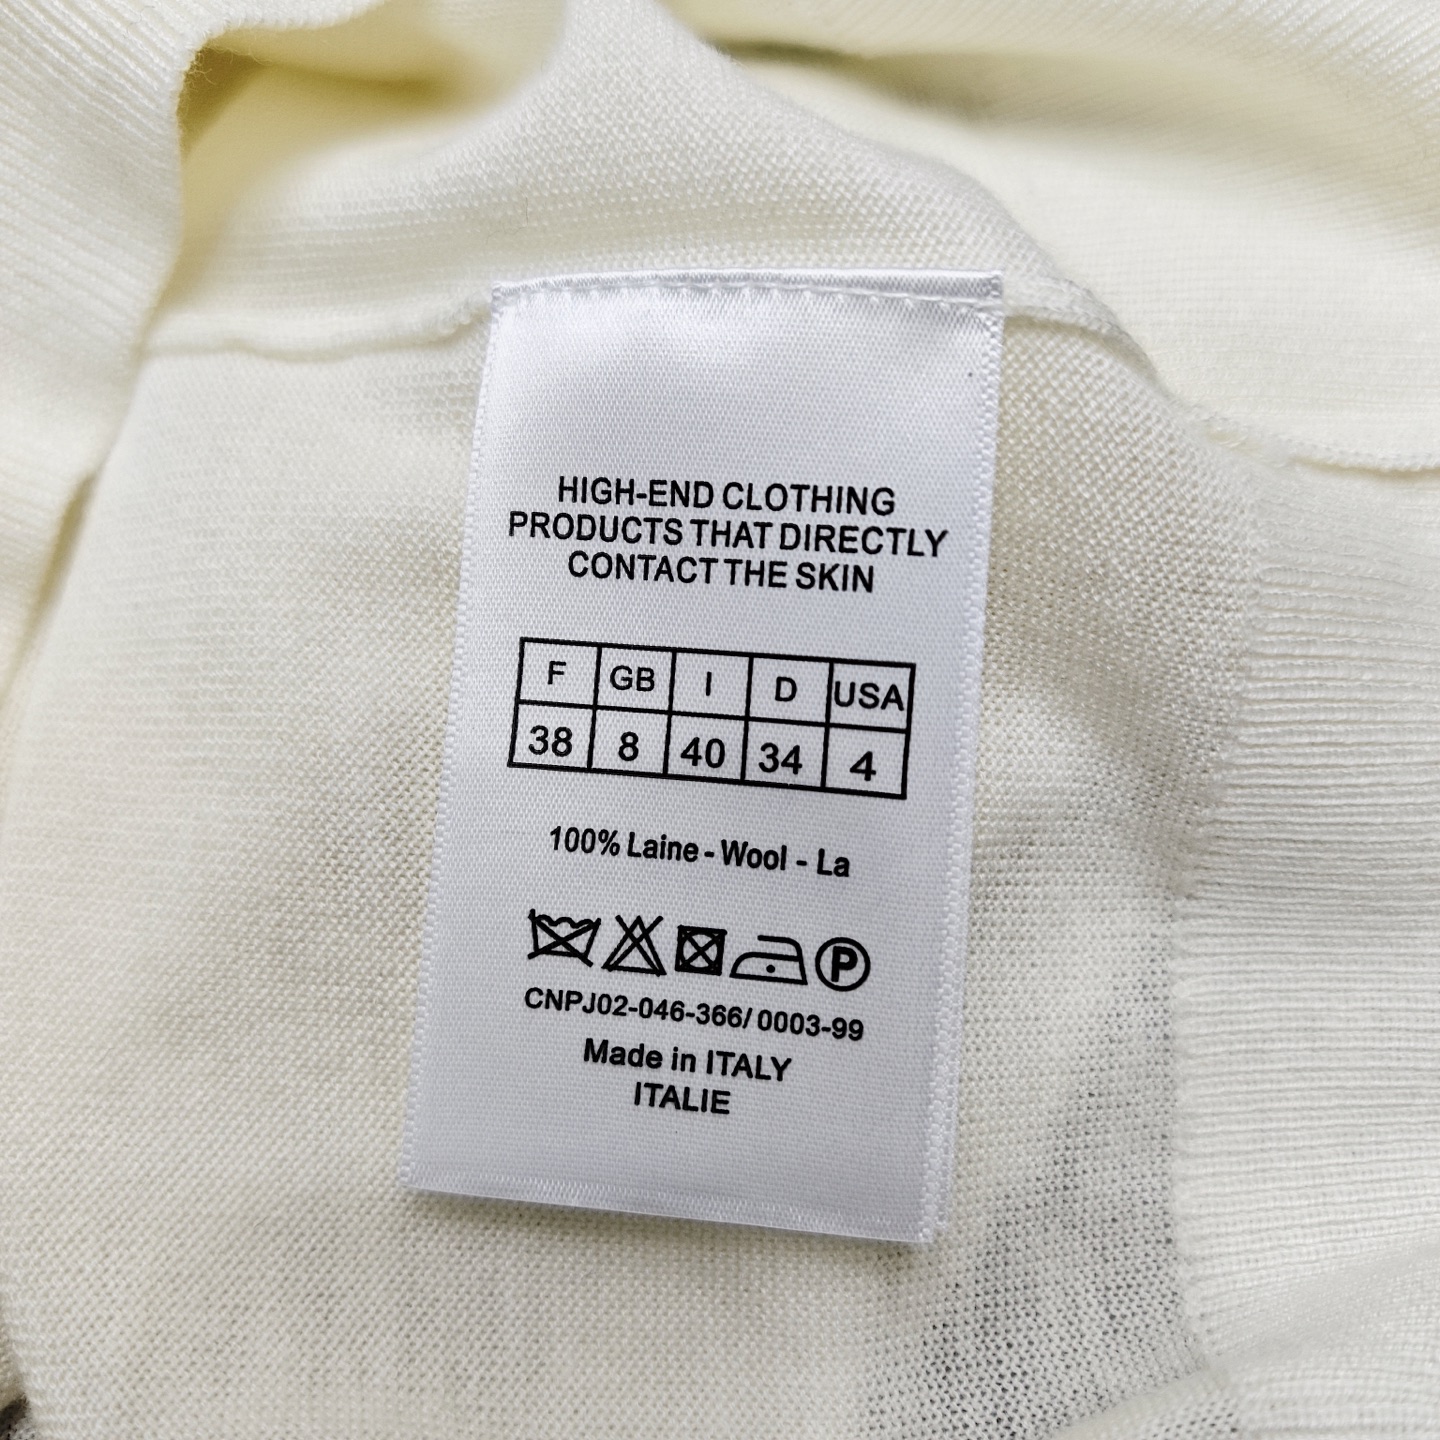 HIGH-END CLOTHING
PRODUCTS THAT DIRECTLY
CONTACT THE SKIN
F GB I D USA
38 8 40 34 4
100% Laine - Wool - La
P
CNPJ02-046-366/ 0003-99
Made in ITALY
ITALIE